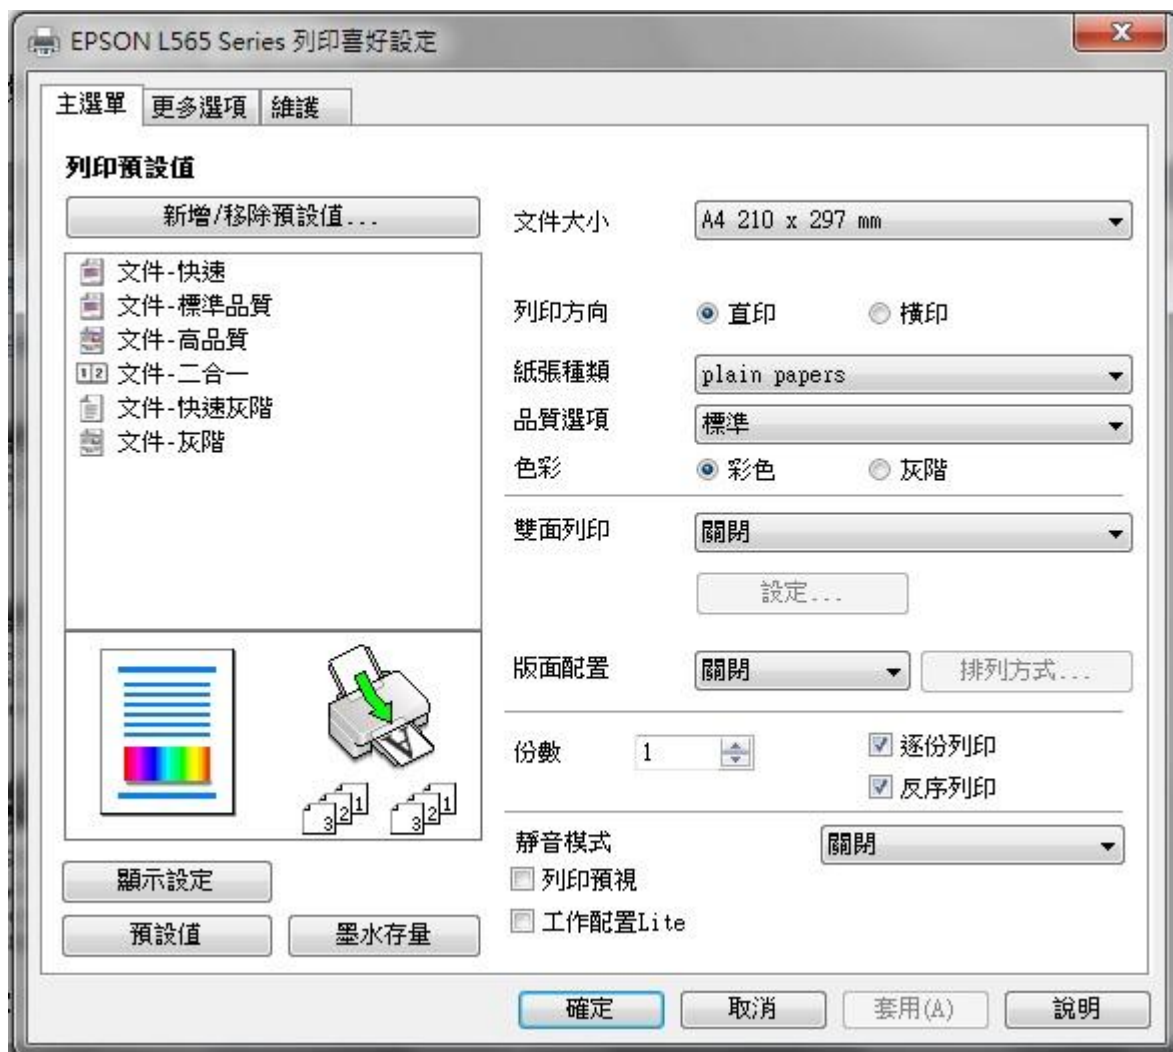 EPSON L565 Series 列印喜好設定
主選單 更多選項 維護
列印預設值
新增/移除預設值...
文件-快速
文件-標準品質
文件-高品質
1 2 文件-二合一
文件-快速灰階
文件-灰階
3 2 1 3 2 1
顯示設定
預設值 墨水存量
文件大小 A4 210 x 297 mm
列印方向 直印 橫印
紙張種類 plain papers
品質選項 標準
色彩 彩色 灰階
雙面列印 關閉
設定...
版面配置 關閉 排列方式...
份數 1 逐份列印
反序列印
靜音模式 關閉
列印預視
工作配置Lite
確定 取消 套用(A) 說明